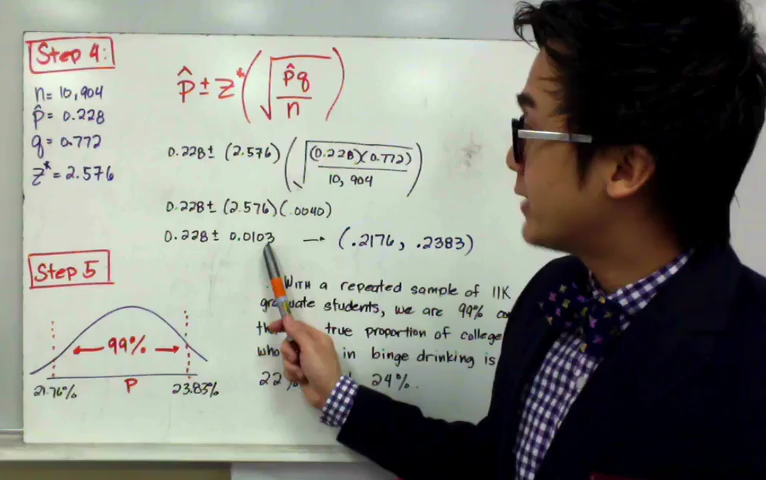 Step 4:
n= 10,904
p̂= 0.228
q= 0.772
z*= 2.576
p̂ ± z* (√(p̂q/n))
0.228± (2.576) (√((0.228)(0.772)/10,904))
0.228± (2.576)(.0040)
0.228± 0.0103 → (.2176, .2383)
Step 5
99%
21.76% P 23.83%
With a repeated sample of 11K
graduate students, we are 99%
true proportion of college
in binge drinking is
24%.